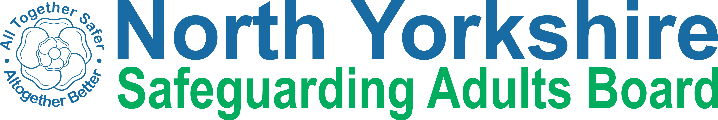 All Together Safer
Altogether Better
North Yorkshire
Safeguarding Adults Board